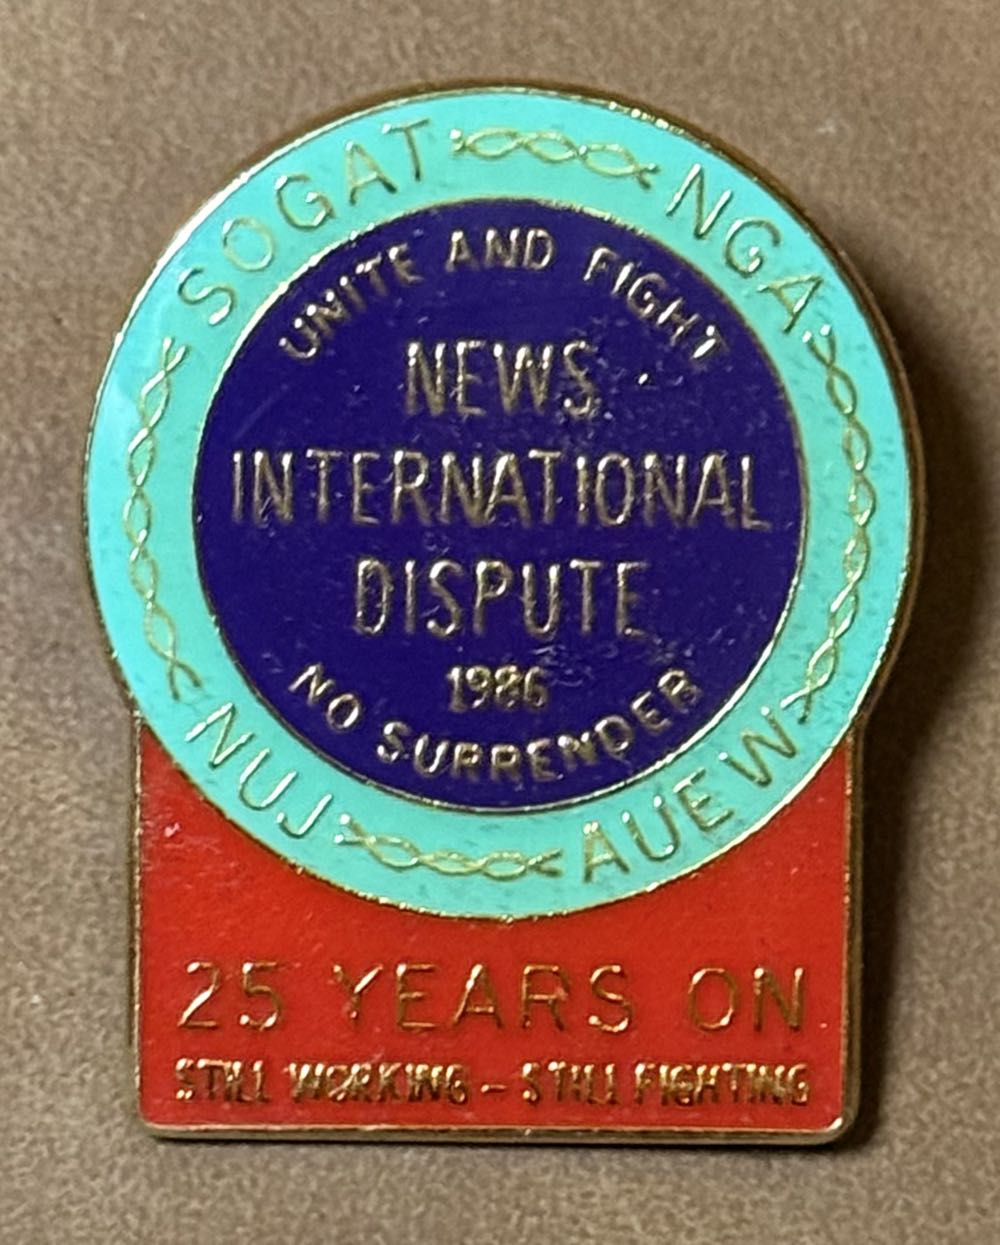 SOGAT
NGA
NUJ
AUEW
UNITE AND FIGHT
NEWS
INTERNATIONAL
DISPUTE
1986
NO SURRENDER
25 YEARS ON
STILL WORKING - STILL FIGHTING